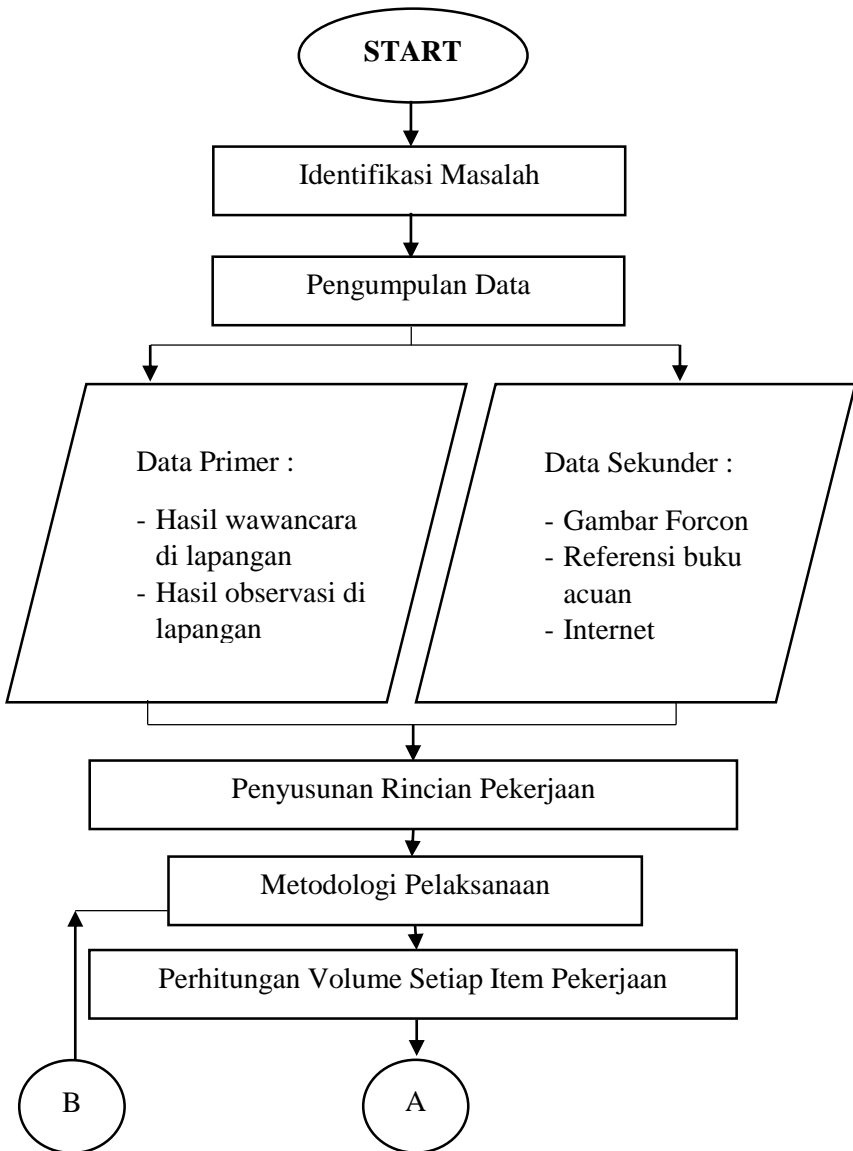 START
Identifikasi Masalah
Pengumpulan Data
Data Primer :
- Hasil wawancara
di lapangan
- Hasil observasi di
lapangan
Data Sekunder :
- Gambar Forcon
- Referensi buku
acuan
- Internet
Penyusunan Rincian Pekerjaan
Metodologi Pelaksanaan
Perhitungan Volume Setiap Item Pekerjaan
B
A